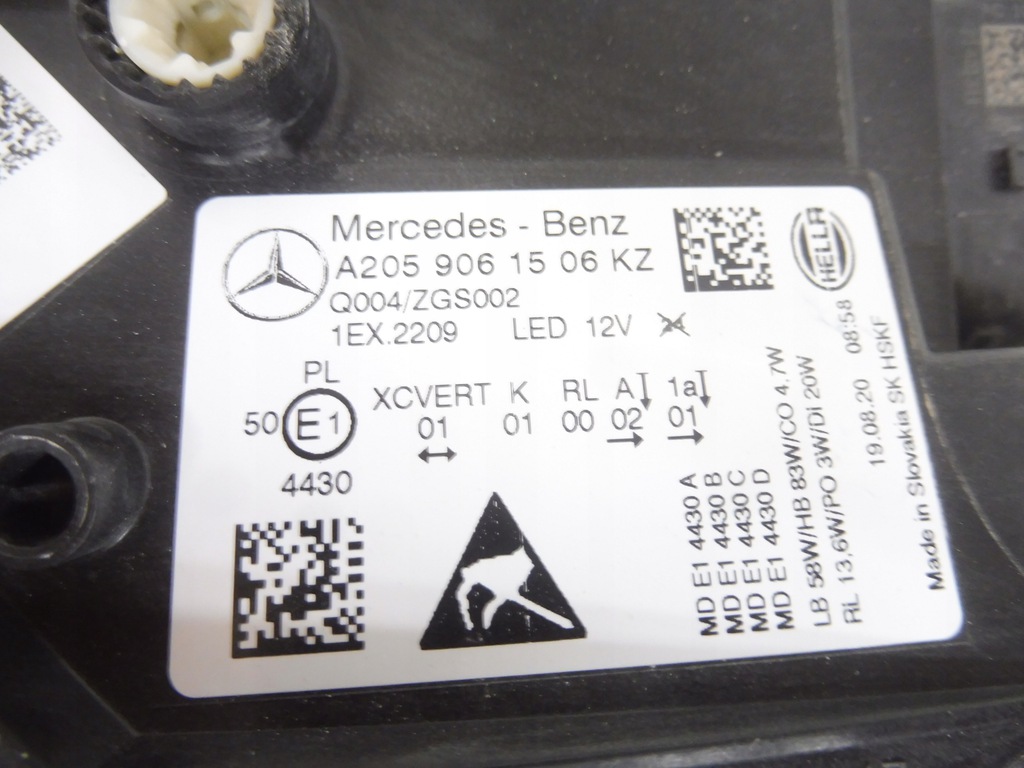 Mercedes - Benz
A205 906 15 06 KZ
Q004/ZGS002
1EX.2209 LED 12V
HELLA
PL
50 E1
4430
XCVERT K RL A 1a
01 01 00 02 01
MD E1 4430 A
MD E1 4430 B
MD E1 4430 C
MD E1 4430 D
LB 58W/HB 83W/CO 4,7W
RL 13,6W/PO 3W/DI 20W
19.08.20 08:58
Made in Slovakia SK HSKF